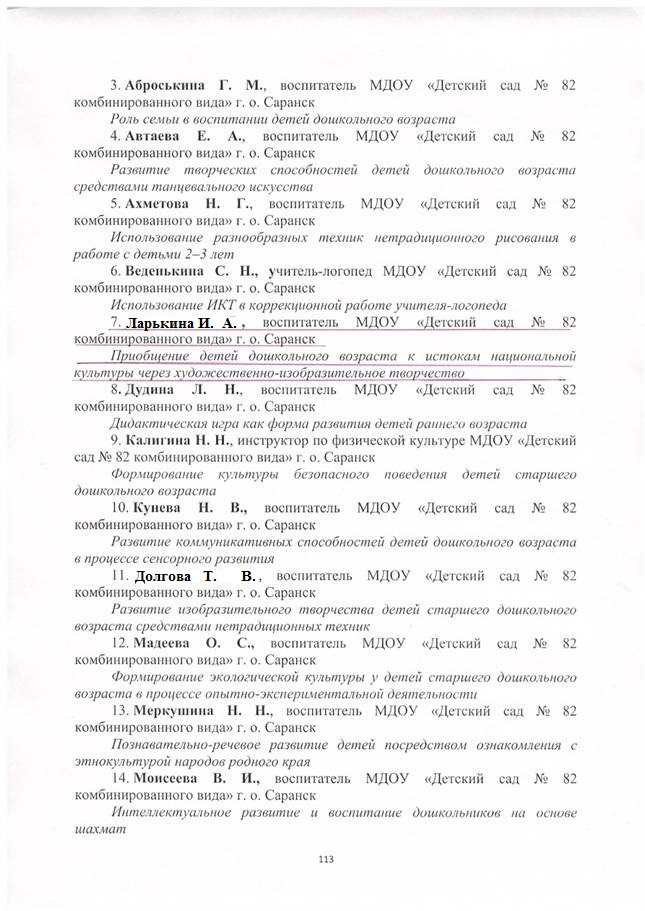 3. Аброськина Г. М., воспитатель МДОУ «Детский сад № 82
комбинированного вида» г. о. Саранск
Роль семьи в воспитании детей дошкольного возраста
4. Автаева Е. А., воспитатель МДОУ «Детский сад № 82
комбинированного вида» г. о. Саранск
Развитие творческих способностей детей дошкольного возраста
средствами танцевального искусства
5. Ахметова Н. Г., воспитатель МДОУ «Детский сад № 82
комбинированного вида» г. о. Саранск
Использование разнообразных техник нетрадиционного рисования в
работе с детьми 2–3 лет
6. Веденькина С. Н., учитель-логопед МДОУ «Детский сад № 82
комбинированного вида» г. о. Саранск
Использование ИКТ в коррекционной работе учителя-логопеда
7. Ларькина И. А. , воспитатель МДОУ «Детский сад № 82
комбинированного вида» г. о. Саранск
Приобщение детей дошкольного возраста к истокам национальной
культуры через художественно-изобразительное творчество
8. Дудина Л. Н., воспитатель МДОУ «Детский сад № 82
комбинированного вида» г. о. Саранск
Дидактическая игра как форма развития детей раннего возраста
9. Калигина Н. Н., инструктор по физической культуре МДОУ «Детский
сад № 82 комбинированного вида» г. о. Саранск
Формирование культуры безопасного поведения детей старшего
дошкольного возраста
10. Кунева Н. В., воспитатель МДОУ «Детский сад № 82
комбинированного вида» г. о. Саранск
Развитие коммуникативных способностей детей дошкольного возраста
в процессе сенсорного развития
11. Долгова Т. В. , воспитатель МДОУ «Детский сад № 82
комбинированного вида» г. о. Саранск
Развитие изобразительного творчества детей старшего дошкольного
возраста средствами нетрадиционных техник
12. Мадеева О. С., воспитатель МДОУ «Детский сад № 82
комбинированного вида» г. о. Саранск
Формирование экологической культуры у детей старшего дошкольного
возраста в процессе опытно-экспериментальной деятельности
13. Меркушина Н. Н., воспитатель МДОУ «Детский сад № 82
комбинированного вида» г. о. Саранск
Познавательно-речевое развитие детей посредством ознакомления с
этнокультурой народов родного края
14. Моисеева В. И., воспитатель МДОУ «Детский сад № 82
комбинированного вида» г. о. Саранск
Интеллектуальное развитие и воспитание дошкольников на основе
шахмат
113